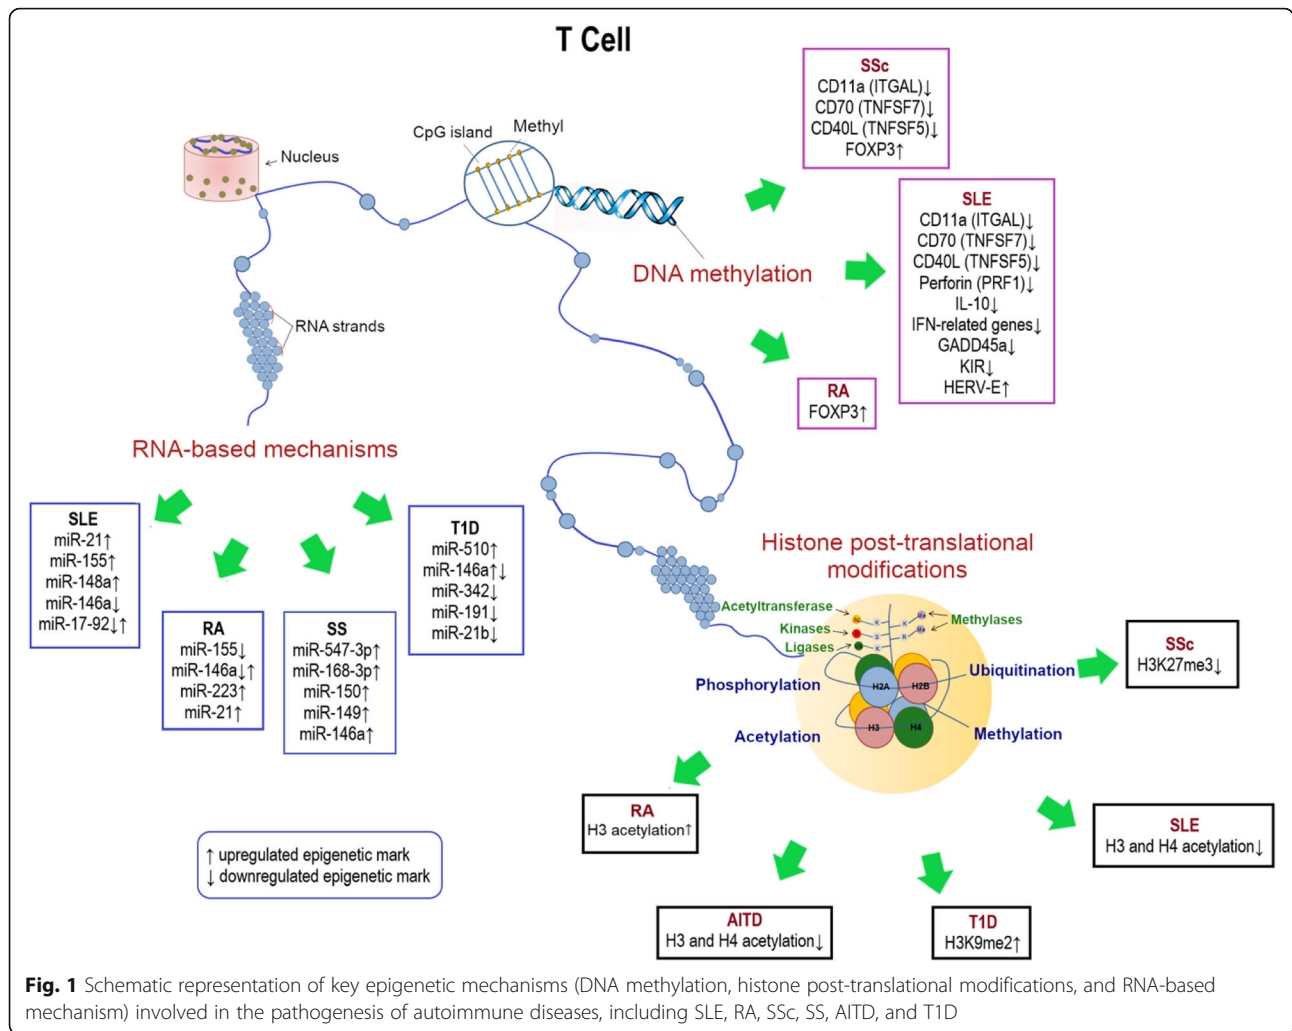 T Cell
Nucleus
CpG island
Methyl
RNA strands
DNA methylation
SSc
CD11a (ITGAL)↓
CD70 (TNFSF7)↓
CD40L (TNFSF5)↓
FOXP3↑
SLE
CD11a (ITGAL)↓
CD70 (TNFSF7)↓
CD40L (TNFSF5)↓
Perforin (PRF1)↓
IL-10↓
IFN-related genes↓
GADD45a↓
KIR↓
HERV-E↑
RA
FOXP3↑
RNA-based mechanisms
SLE
miR-21↑
miR-155↑
miR-148a↑
miR-146a↓
miR-17-92↓↑
RA
miR-155↓
miR-146a↓↑
miR-223↑
miR-21↑
SS
miR-547-3p↑
miR-168-3p↑
miR-150↑
miR-149↑
miR-146a↑
T1D
miR-510↑
miR-146a↑↓
miR-342↓
miR-191↓
miR-21b↓
Histone post-translational
modifications
Acetyltransferase
Kinases
Ligases
Methylases
Ac K K Me
P S R Me
K
Phosphorylation
Ubiquitination
Acetylation
Methylation
H2A
H2B
H3
H4
SSc
H3K27me3↓
RA
H3 acetylation↑
SLE
H3 and H4 acetylation↓
AITD
H3 and H4 acetylation↓
T1D
H3K9me2↑
↑ upregulated epigenetic mark
↓ downregulated epigenetic mark
Fig. 1 Schematic representation of key epigenetic mechanisms (DNA methylation, histone post-translational modifications, and RNA-based
mechanism) involved in the pathogenesis of autoimmune diseases, including SLE, RA, SSc, SS, AITD, and T1D